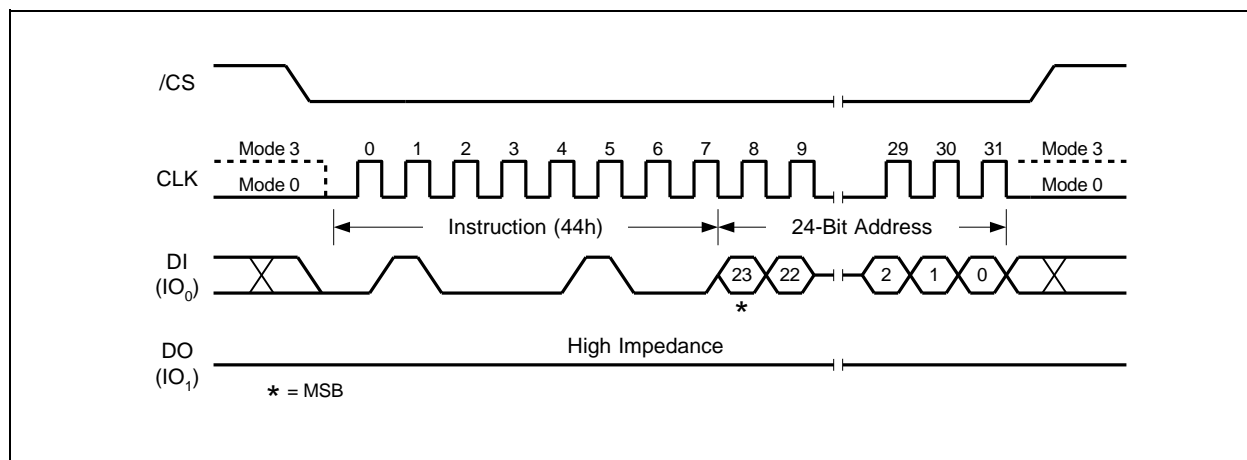 /CS
Mode 3 0 1 2 3 4 5 6 7 8 9 29 30 31 Mode 3
CLK Mode 0 Mode 0
Instruction (44h) 24-Bit Address
DI
(IO0) 23 22 2 1 0
*
High Impedance
DO
(IO1)
* = MSB